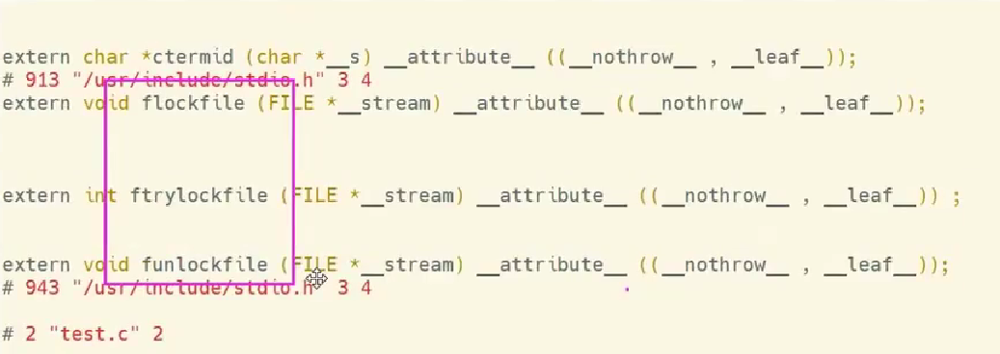 extern char *ctermid (char *__s) __attribute__ ((__nothrow__ , __leaf__));
# 913 "/usr/include/stdio.h" 3 4
extern void flockfile (FILE *__stream) __attribute__ ((__nothrow__ , __leaf__));
extern int ftrylockfile (FILE *__stream) __attribute__ ((__nothrow__ , __leaf__)) ;
extern void funlockfile (FILE *__stream) __attribute__ ((__nothrow__ , __leaf__));
# 943 "/usr/include/stdio.h" 3 4
# 2 "test.c" 2